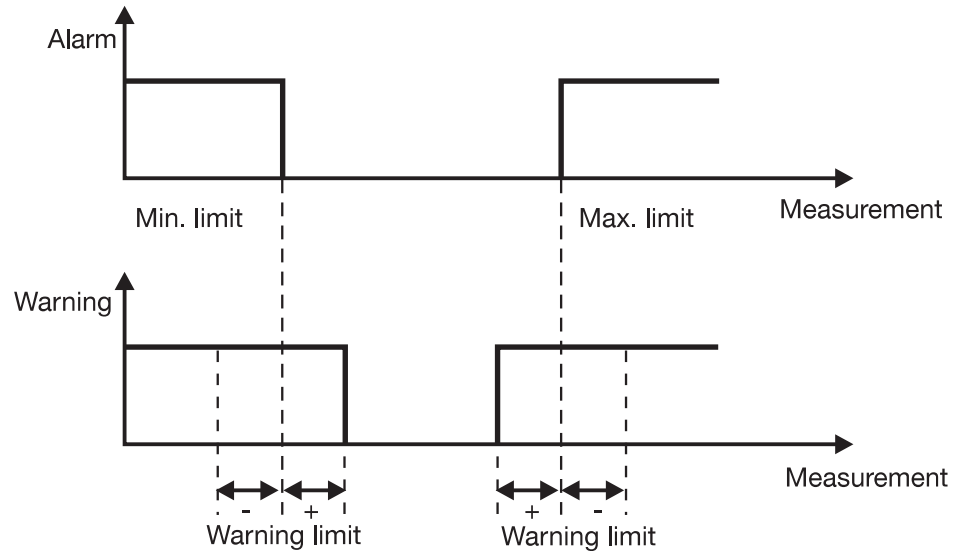 Alarm
Min. limit
Max. limit
Measurement
Warning
Measurement
- + + -
Warning limit Warning limit